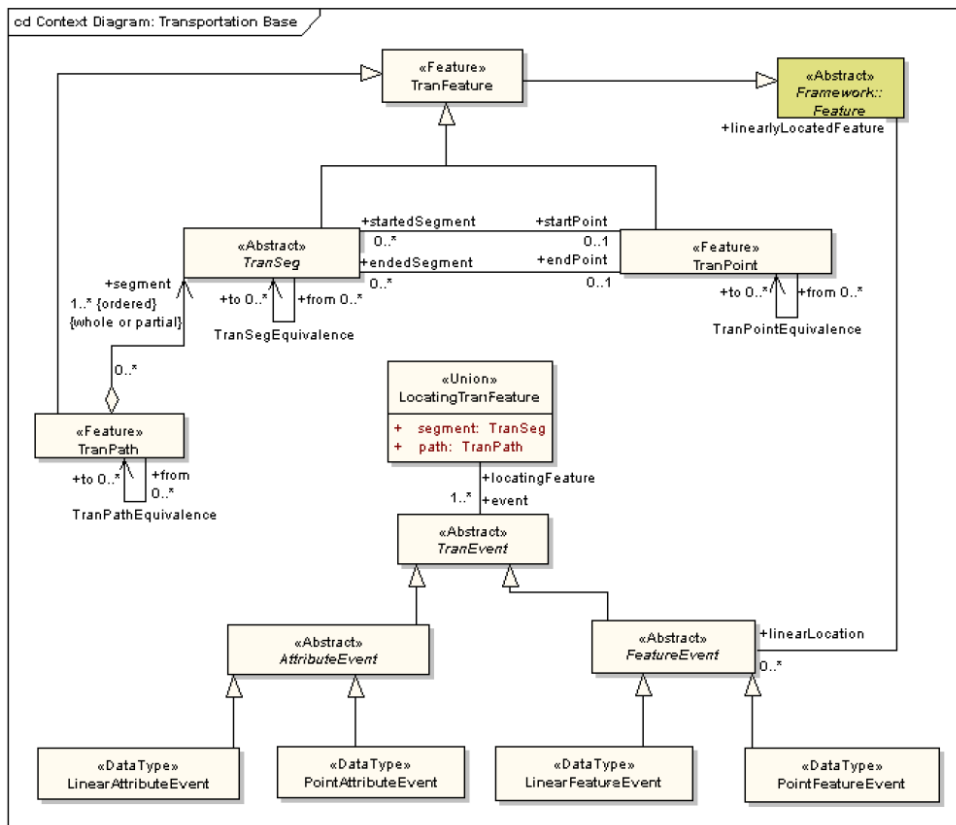 cd Context Diagram: Transportation Base
«Feature»
TranFeature
«Abstract»
Framework::
Feature
+linearlyLocatedFeature
«Abstract»
TranSeg
+startedSegment
0..*
+startPoint
0..1
+endedSegment
0..*
+endPoint
0..1
«Feature»
TranPoint
+segment
1..* {ordered}
{whole or partial}
+to 0..*
+from 0..*
TranSegEquivalence
+to 0..*
+from 0..*
TranPointEquivalence
0..*
«Union»
LocatingTranFeature
+ segment: TranSeg
+ path: TranPath
«Feature»
TranPath
+to 0..*
+from
0..*
TranPathEquivalence
+locatingFeature
1..*
+event
«Abstract»
TranEvent
«Abstract»
AttributeEvent
«Abstract»
FeatureEvent
+linearLocation
0..*
«DataType»
LinearAttributeEvent
«DataType»
PointAttributeEvent
«DataType»
LinearFeatureEvent
«DataType»
PointFeatureEvent